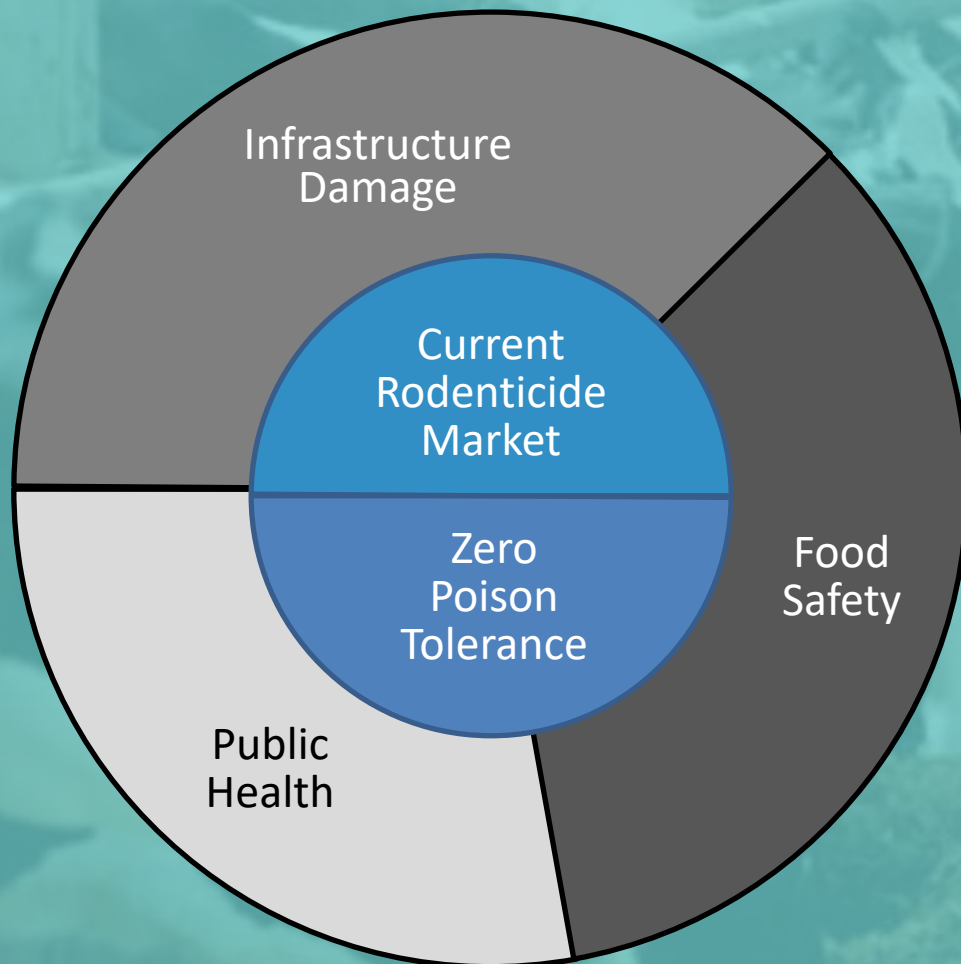 Infrastructure
Damage
Current
Rodenticide
Market
Zero
Poison
Tolerance
Food
Safety
Public
Health